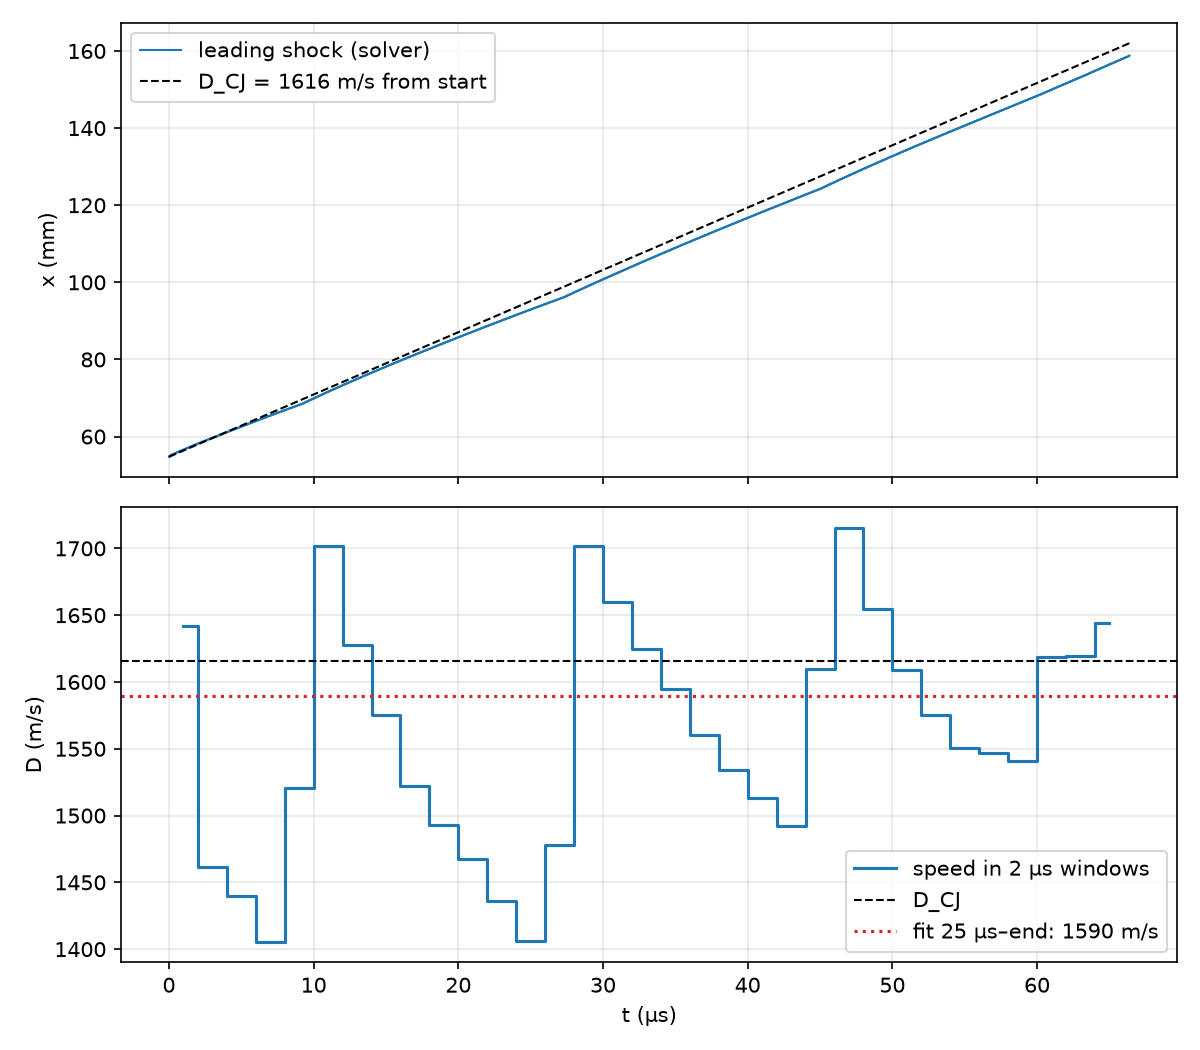 160
140
120
100
80
60
x (mm)
leading shock (solver)
D_CJ = 1616 m/s from start
1700
1650
1600
1550
1500
1450
1400
D (m/s)
speed in 2 µs windows
D_CJ
fit 25 µs–end: 1590 m/s
0 10 20 30 40 50 60
t (µs)